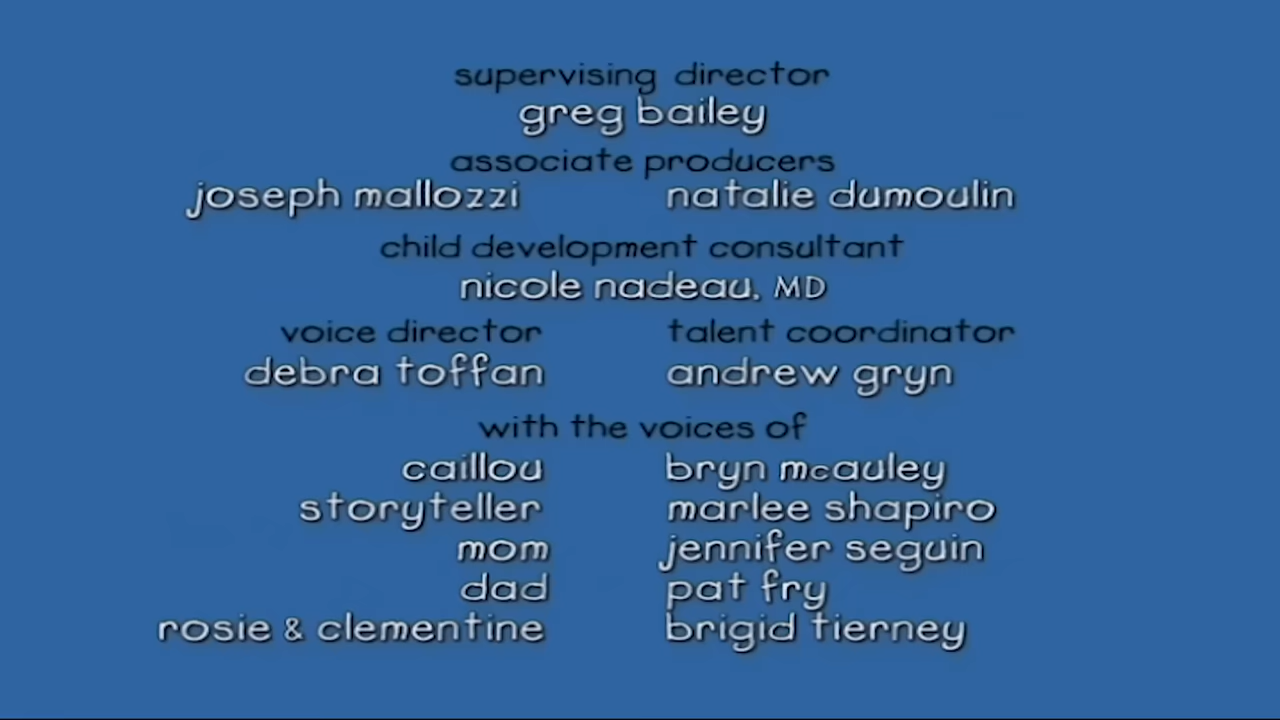 supervising director
greg bailey
associate producers
joseph mallozzi natalie dumoulin
child development consultant
nicole nadeau, MD
voice director talent coordinator
debra toffan andrew gryn
with the voices of
caillou bryn mcauley
storyteller marlee shapiro
mom jennifer seguin
dad pat fry
rosie & clementine brigid tierney